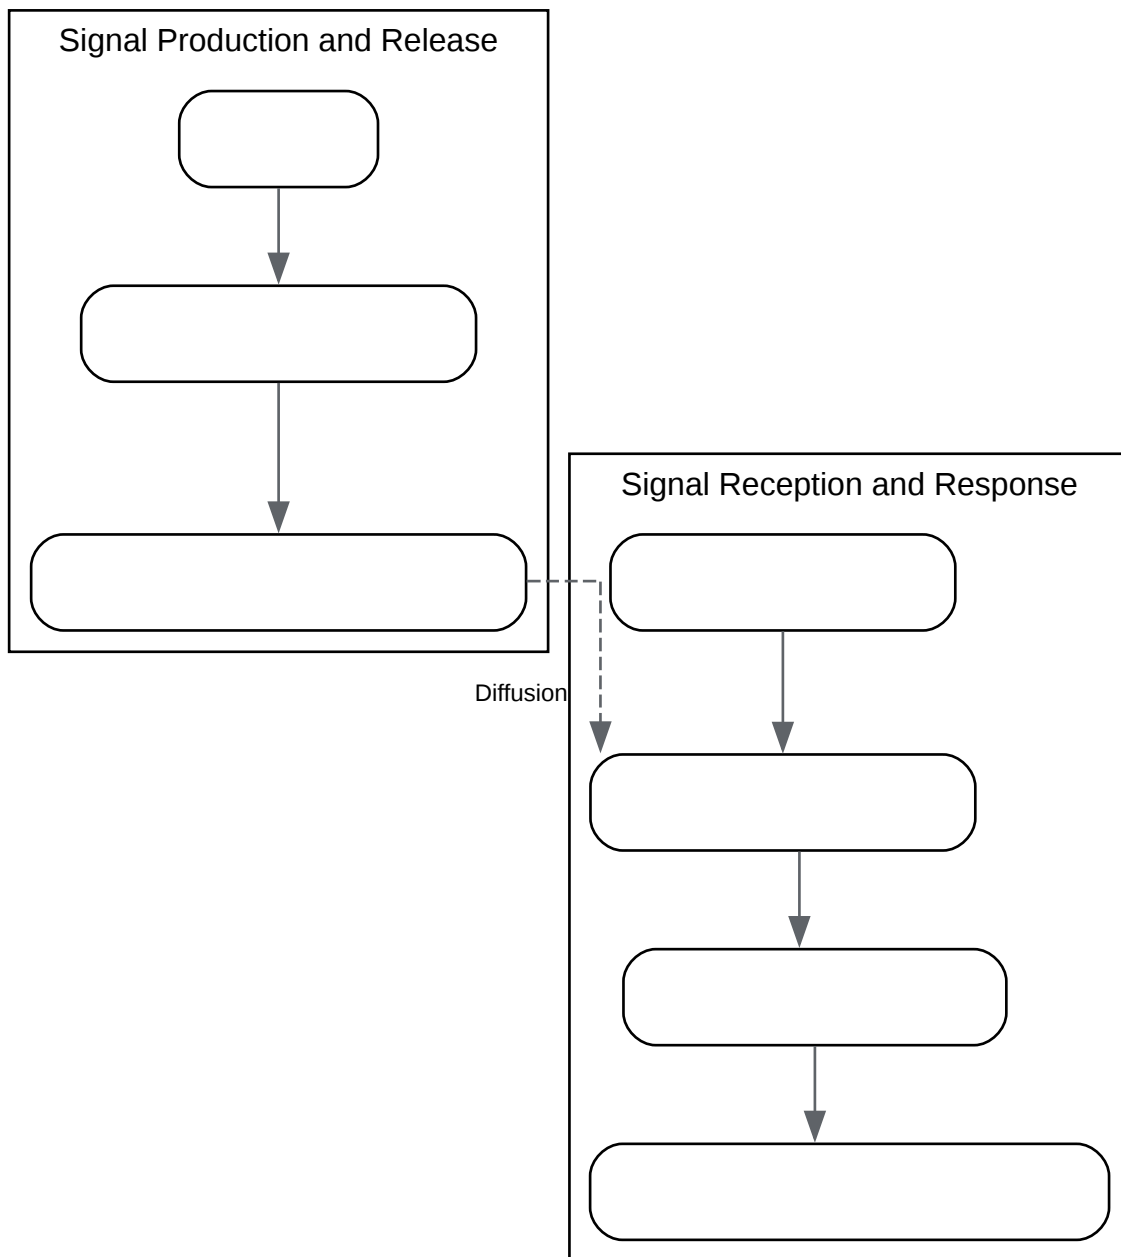 Signal Production and Release
Signal Reception and Response
Diffusion